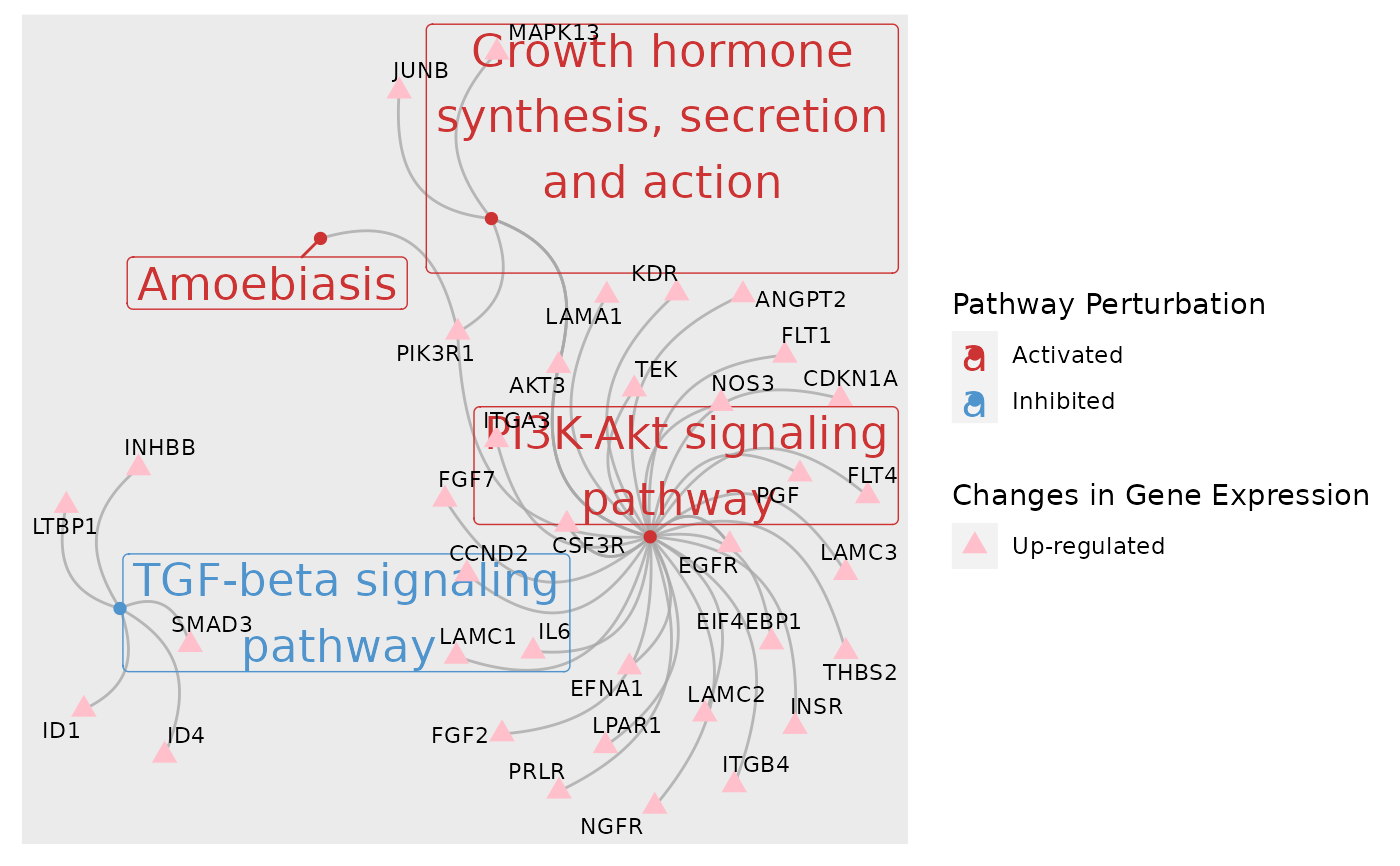 MAPK13
Growth hormone
synthesis, secretion
and action
JUNB
Amoebiasis
KDR
ANGPT2
LAMA1
FLT1
PIK3R1
AKT3
TEK
NOS3
CDKN1A
ITGA3
PI3K-Akt signaling
pathway
INHBB
FGF7
PGF
FLT4
LTBP1
CCND2
CSF3R
EGFR
LAMC3
TGF-beta signaling
pathway
SMAD3
LAMC1
IL6
EIF4EBP1
THBS2
EFNA1
LAMC2
INSR
ID1
ID4
FGF2
LPAR1
PRLR
ITGB4
NGFR
Pathway Perturbation
a Activated
a Inhibited
Changes in Gene Expression
Up-regulated